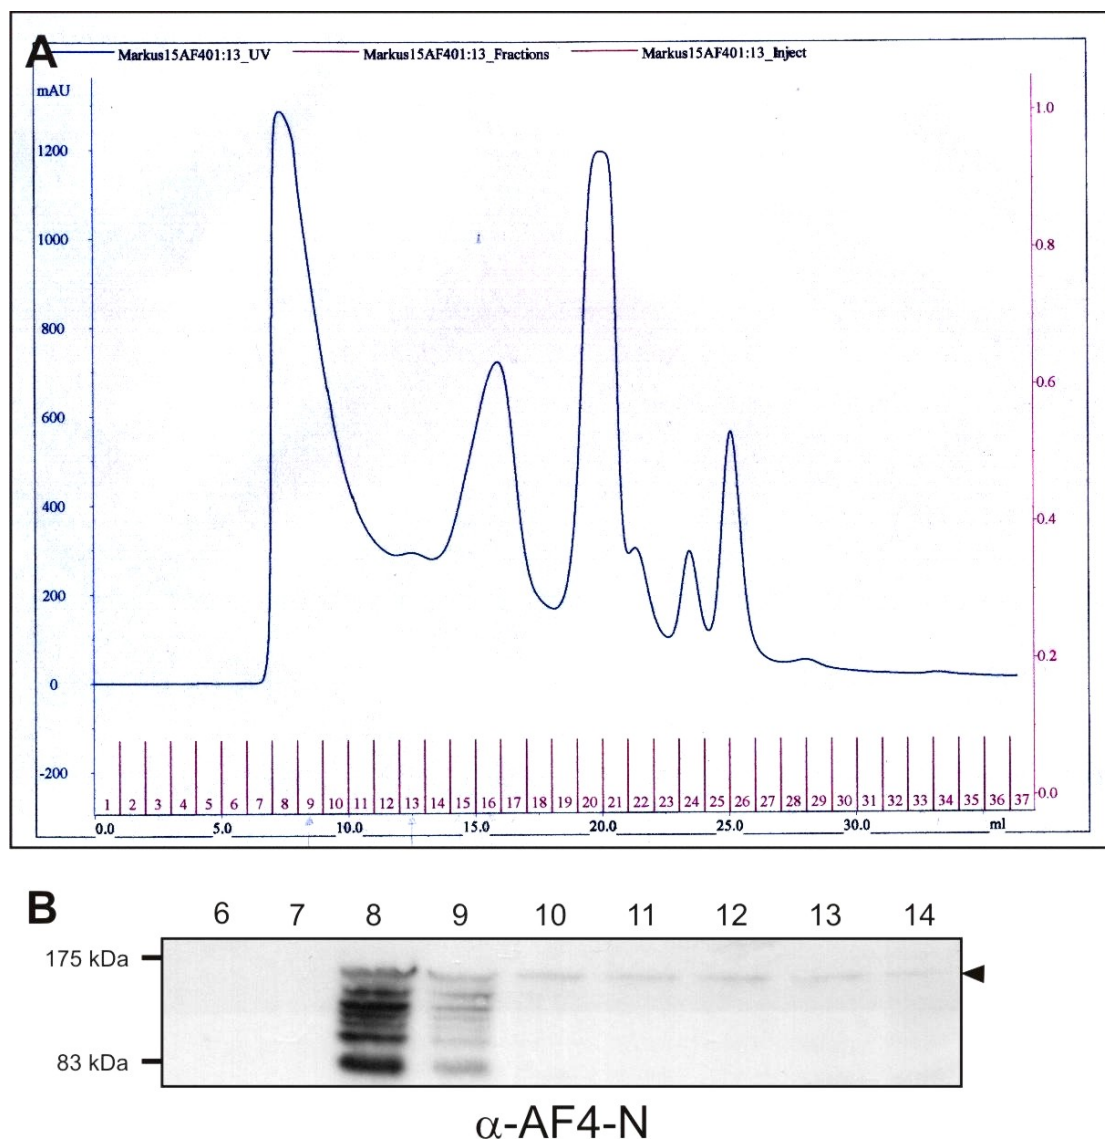 A
Markus15AF401:13_UV Markus15AF401:13_Fractions Markus15AF401:13_Inject
mAU
1200
1000
800
600
400
200
0
-200
1.0
0.8
0.6
0.4
0.2
0.0
1 2 3 4 5 6 7 8 9 10 11 12 13 14 15 16 17 18 19 20 21 22 23 24 25 26 27 28 29 30 31 32 33 34 35 36 37
0.0 5.0 10.0 15.0 20.0 25.0 30.0 ml
B
6 7 8 9 10 11 12 13 14
175 kDa
83 kDa
α-AF4-N